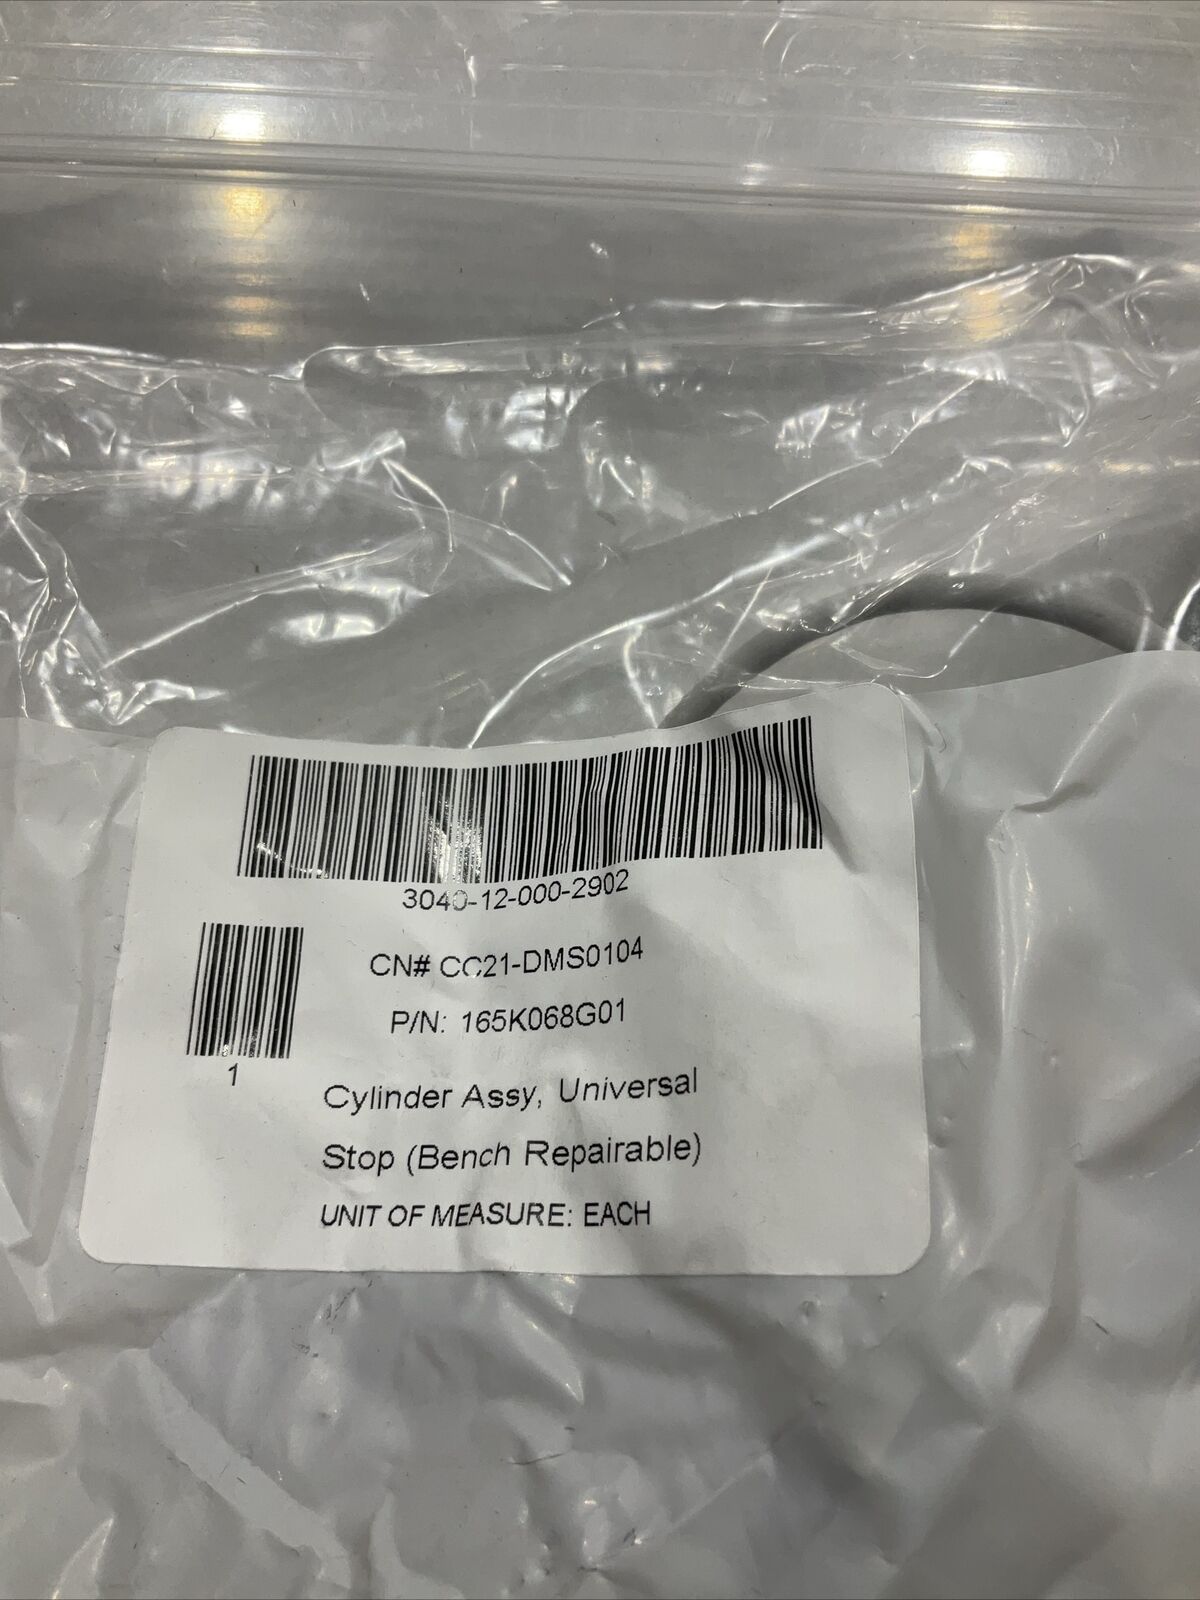 3040-12-000-2902
CN# CC21-DMS0104
P/N: 165K068G01
1
Cylinder Assy, Universal
Stop (Bench Repairable)
UNIT OF MEASURE: EACH